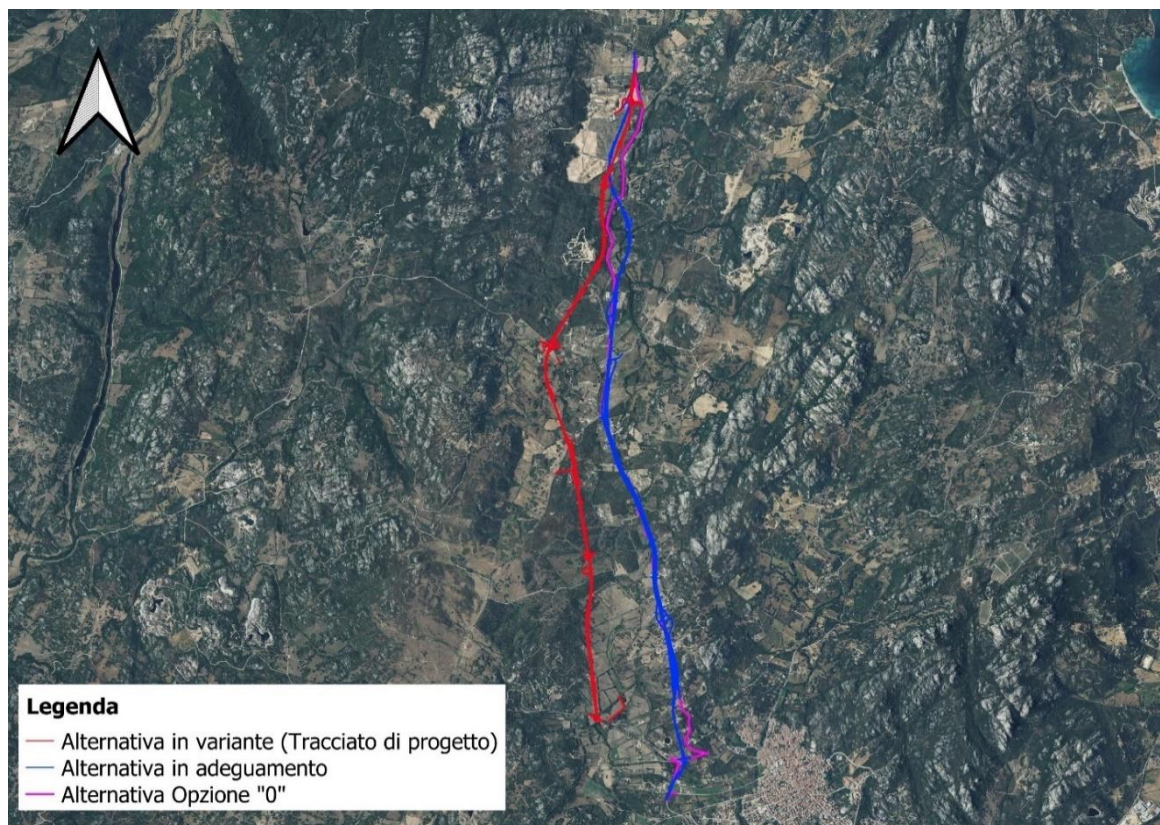 Legenda
Alternativa in variante (Tracciato di progetto)
Alternativa in adeguamento
Alternativa Opzione "0"